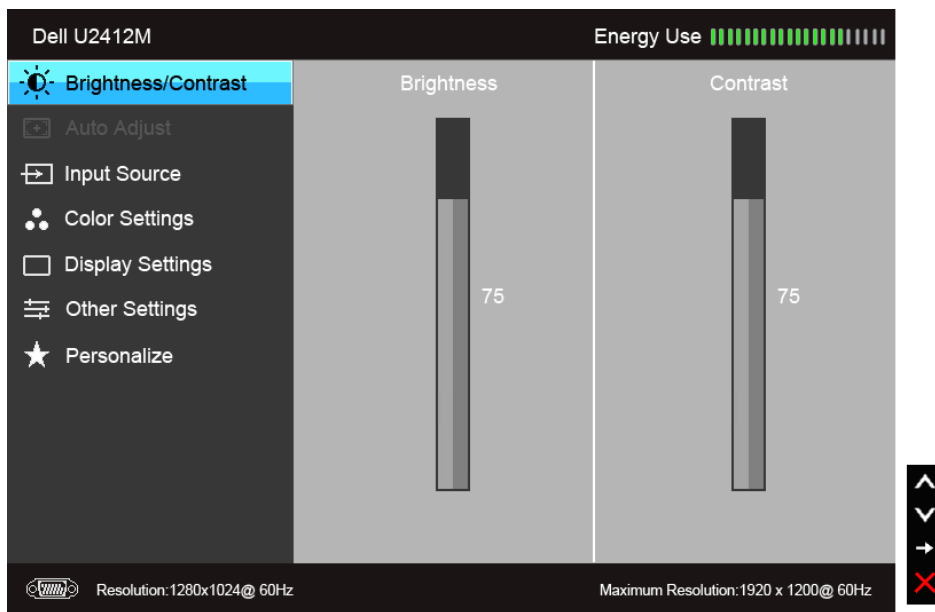 Dell U2412M
Energy Use
Brightness/Contrast
Auto Adjust
Input Source
Color Settings
Display Settings
Other Settings
Personalize
Brightness
75
Contrast
75
Resolution:1280x1024@ 60Hz
Maximum Resolution:1920 x 1200@ 60Hz